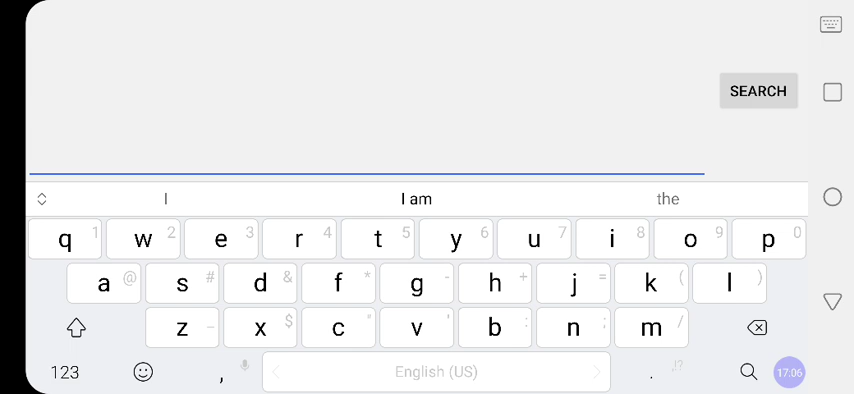 SEARCH
I I am the
q 1 w 2 e 3 r 4 t 5 y 6 u 7 i 8 o 9 p 0
a @ s # d & f * g - h + j = k ( l )
z _ x $ c " v ' b : n ; m /
123 , . ,!? English (US) 17:06